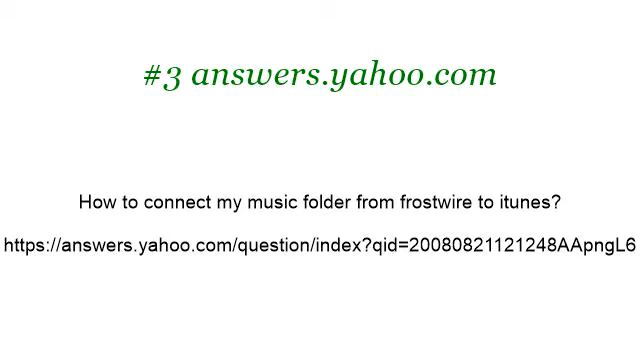 #3 answers.yahoo.com
How to connect my music folder from frostwire to itunes?
https://answers.yahoo.com/question/index?qid=20080821121248AApngL6